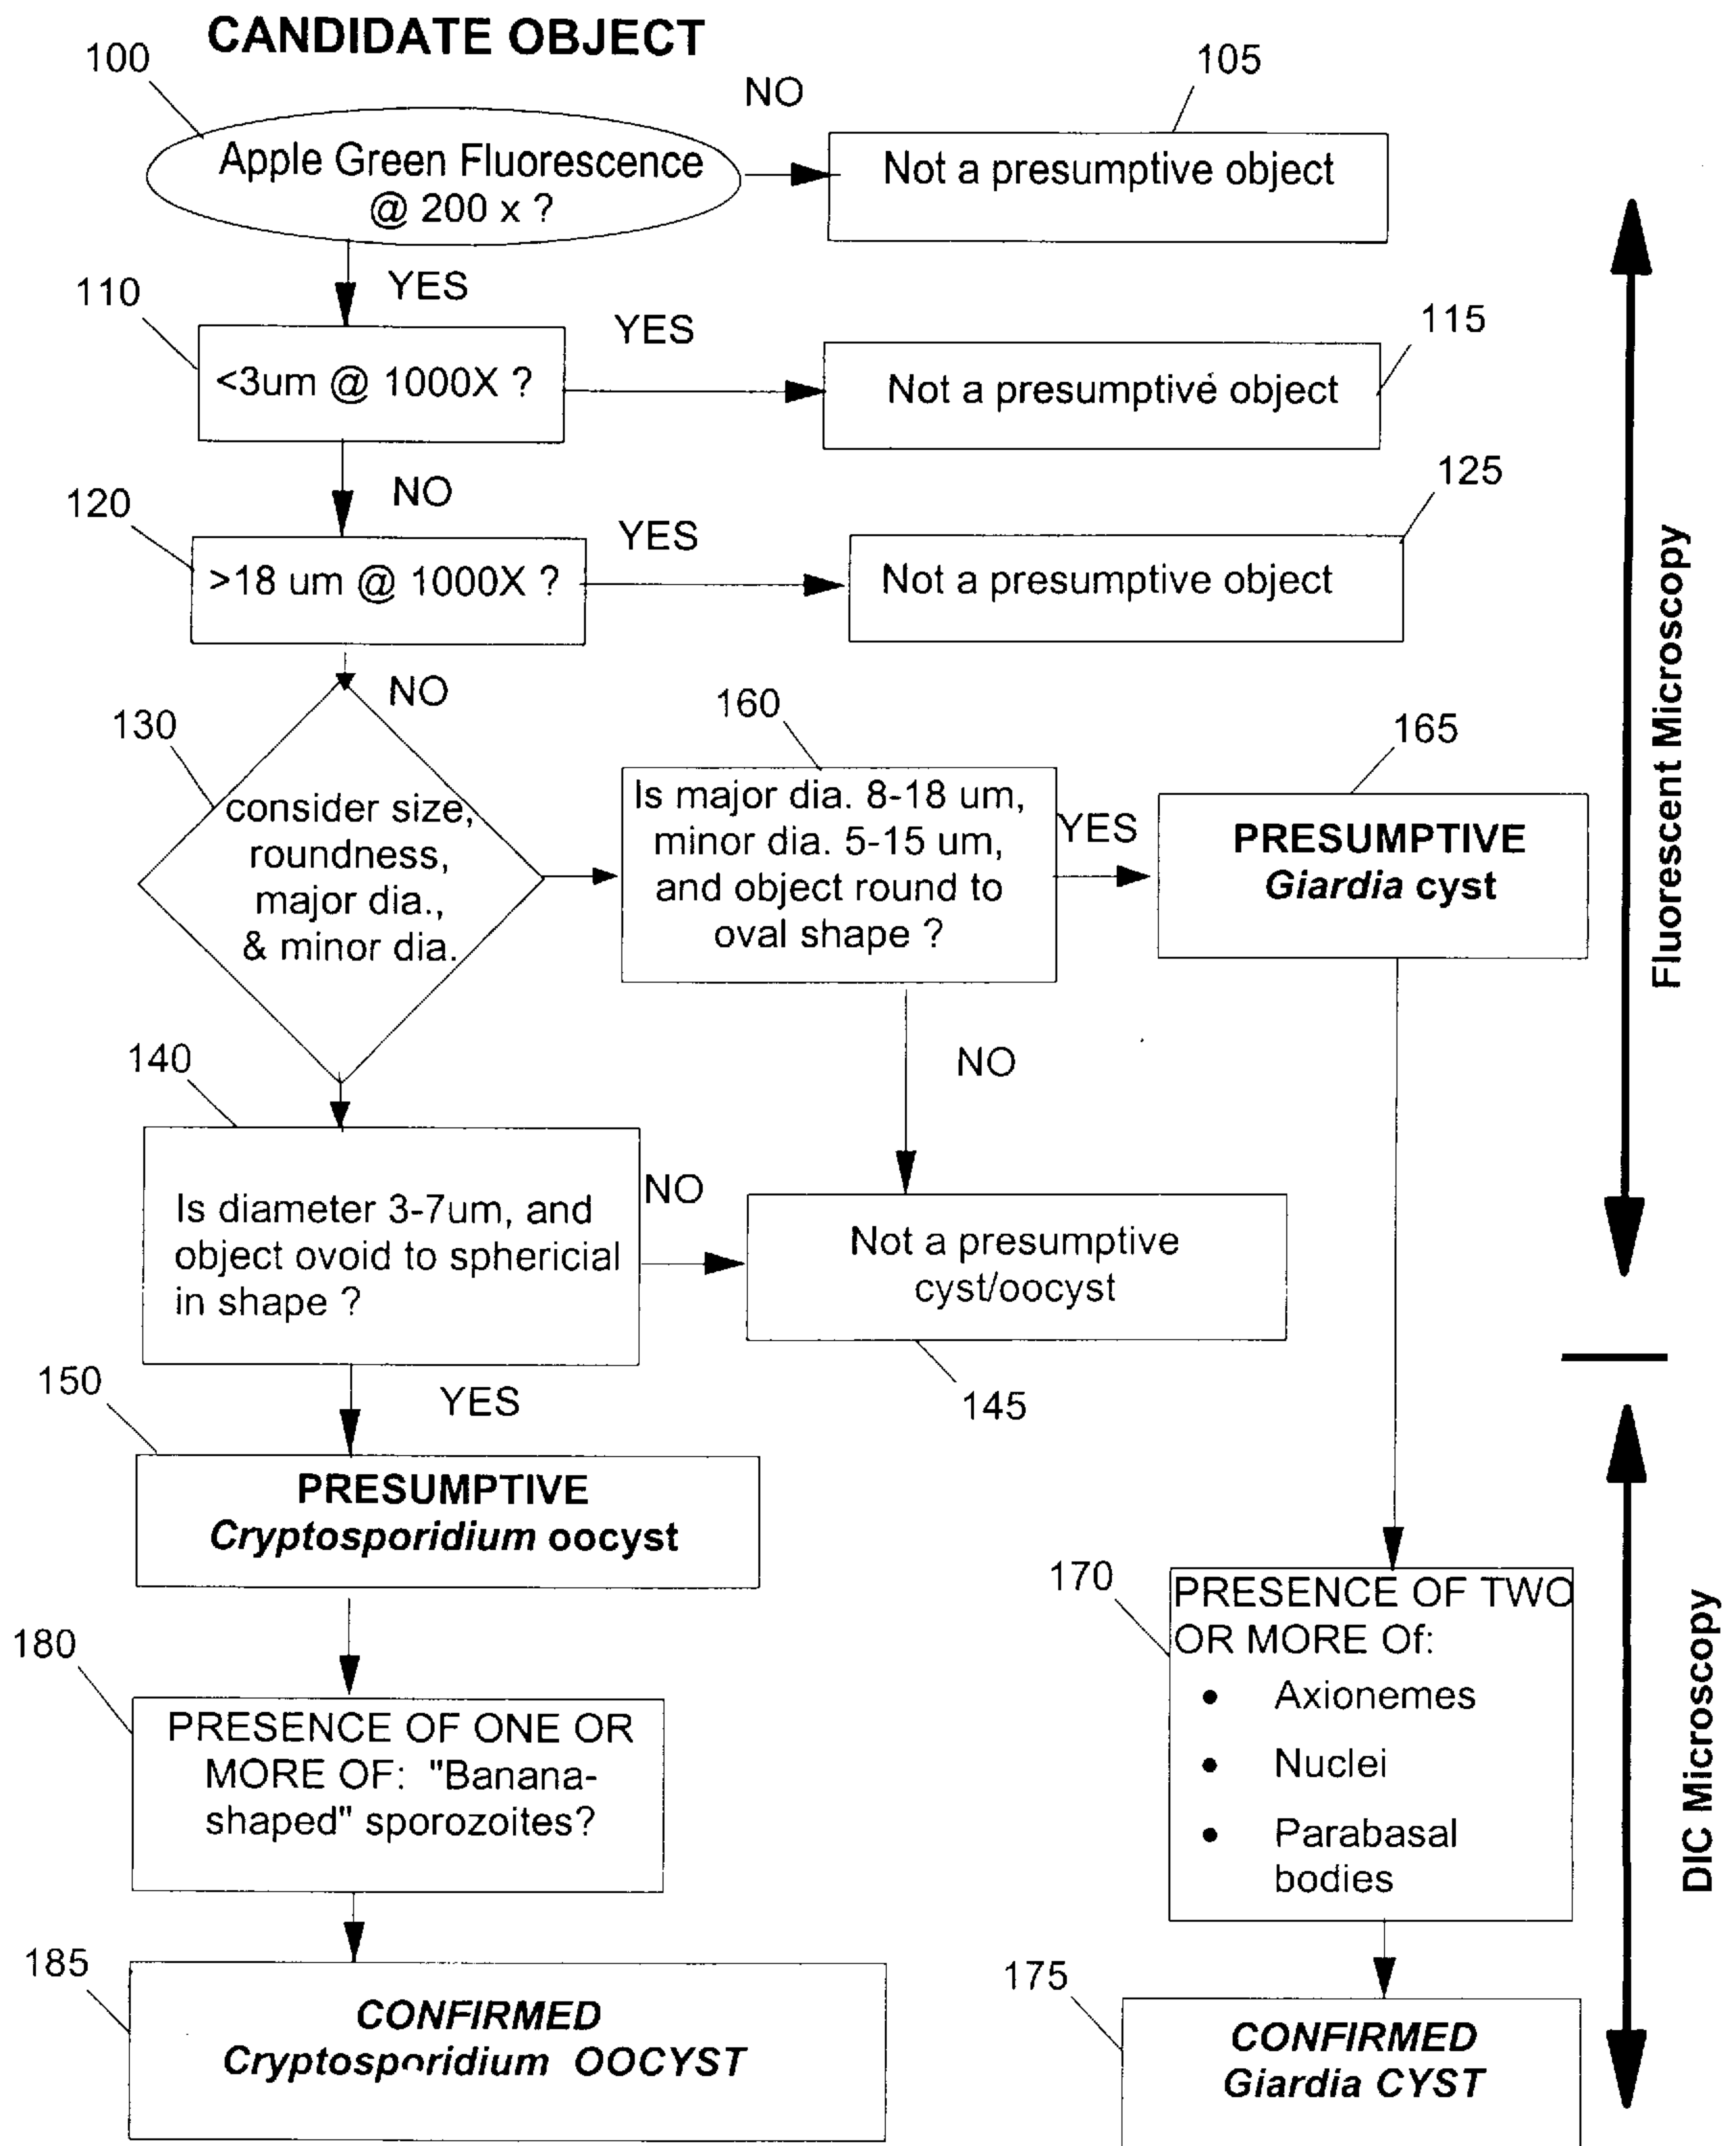 CANDIDATE OBJECT
100
NO
105
Apple Green Fluorescence
@ 200 x ?
Not a presumptive object
YES
110
YES
115
<3um @ 1000X ?
Not a presumptive object
NO
120
YES
125
>18 um @ 1000X ?
Not a presumptive object
NO
130
consider size,
roundness,
major dia.,
& minor dia.
160
Is major dia. 8-18 um,
minor dia. 5-15 um,
and object round to
oval shape ?
YES
165
PRESUMPTIVE
Giardia cyst
Fluorescent Microscopy
NO
140
Is diameter 3-7um, and
object ovoid to sphericial
in shape ?
NO
Not a presumptive
cyst/oocyst
145
YES
150
PRESUMPTIVE
Cryptosporidium oocyst
170
PRESENCE OF TWO
OR MORE Of:
• Axionemes
• Nuclei
• Parabasal
bodies
DIC Microscopy
180
PRESENCE OF ONE OR
MORE OF: "Banana-
shaped" sporozoites?
185
CONFIRMED
Cryptosporidium OOCYST
175
CONFIRMED
Giardia CYST